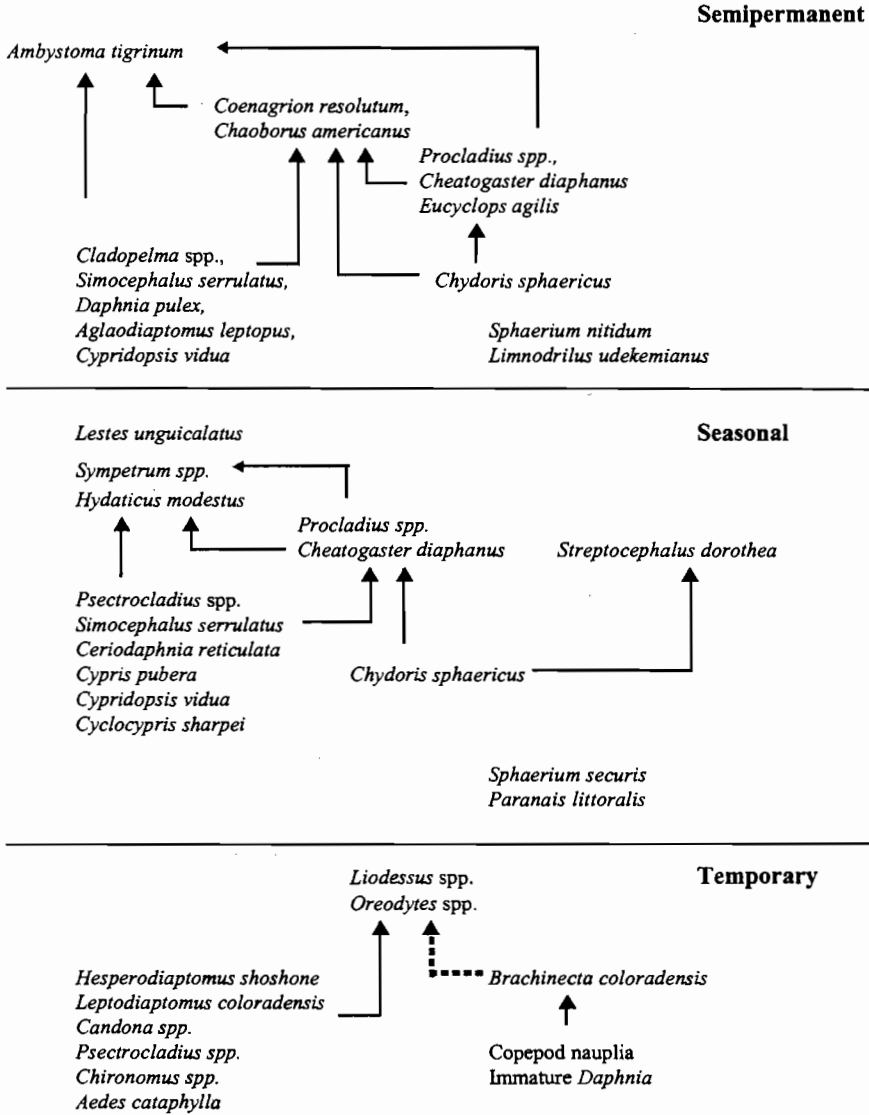 Semipermanent
Ambystoma tigrinum
Coenagrion resolutum,
Chaoborus americanus
Procladius spp.,
Cheatogaster diaphanus
Eucyclops agilis
Cladopelma spp.,
Simocephalus serrulatus,
Daphnia pulex,
Aglaodiaptomus leptopus,
Cypridopsis vidua
Chydoris sphaericus
Sphaerium nitidum
Limnodrilus udekemianus
Seasonal
Lestes unguicalatus
Sympetrum spp.
Hydaticus modestus
Procladius spp.
Cheatogaster diaphanus
Streptocephalus dorothea
Psectrocladius spp.
Simocephalus serrulatus
Ceriodaphnia reticulata
Cypris pubera
Cypridopsis vidua
Cyclocypris sharpei
Chydoris sphaericus
Sphaerium securis
Paranais littoralis
Temporary
Liodessus spp.
Oreodytes spp.
Hesperodiaptomus shoshone
Leptodiaptomus coloradensis
Candona spp.
Psectrocladius spp.
Chironomus spp.
Aedes cataphylla
Brachinecta coloradensis
Copepod nauplia
Immature Daphnia